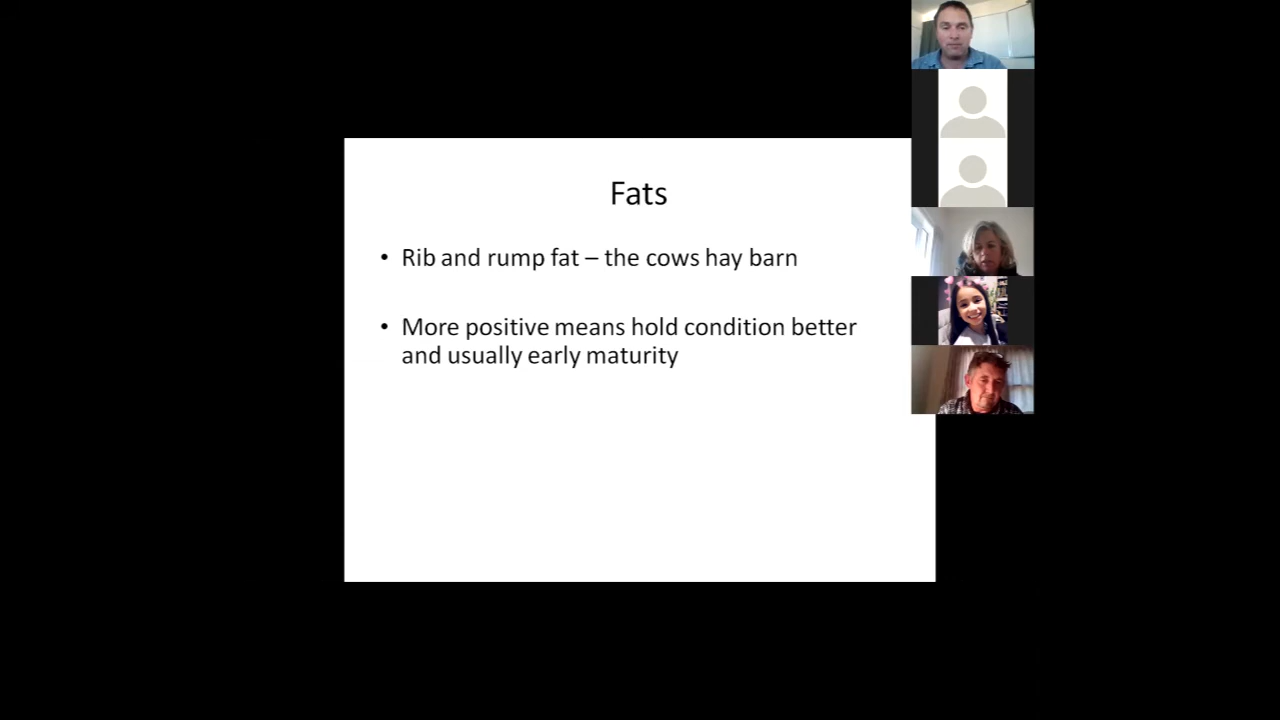 Fats
• Rib and rump fat – the cows hay barn
• More positive means hold condition better
and usually early maturity